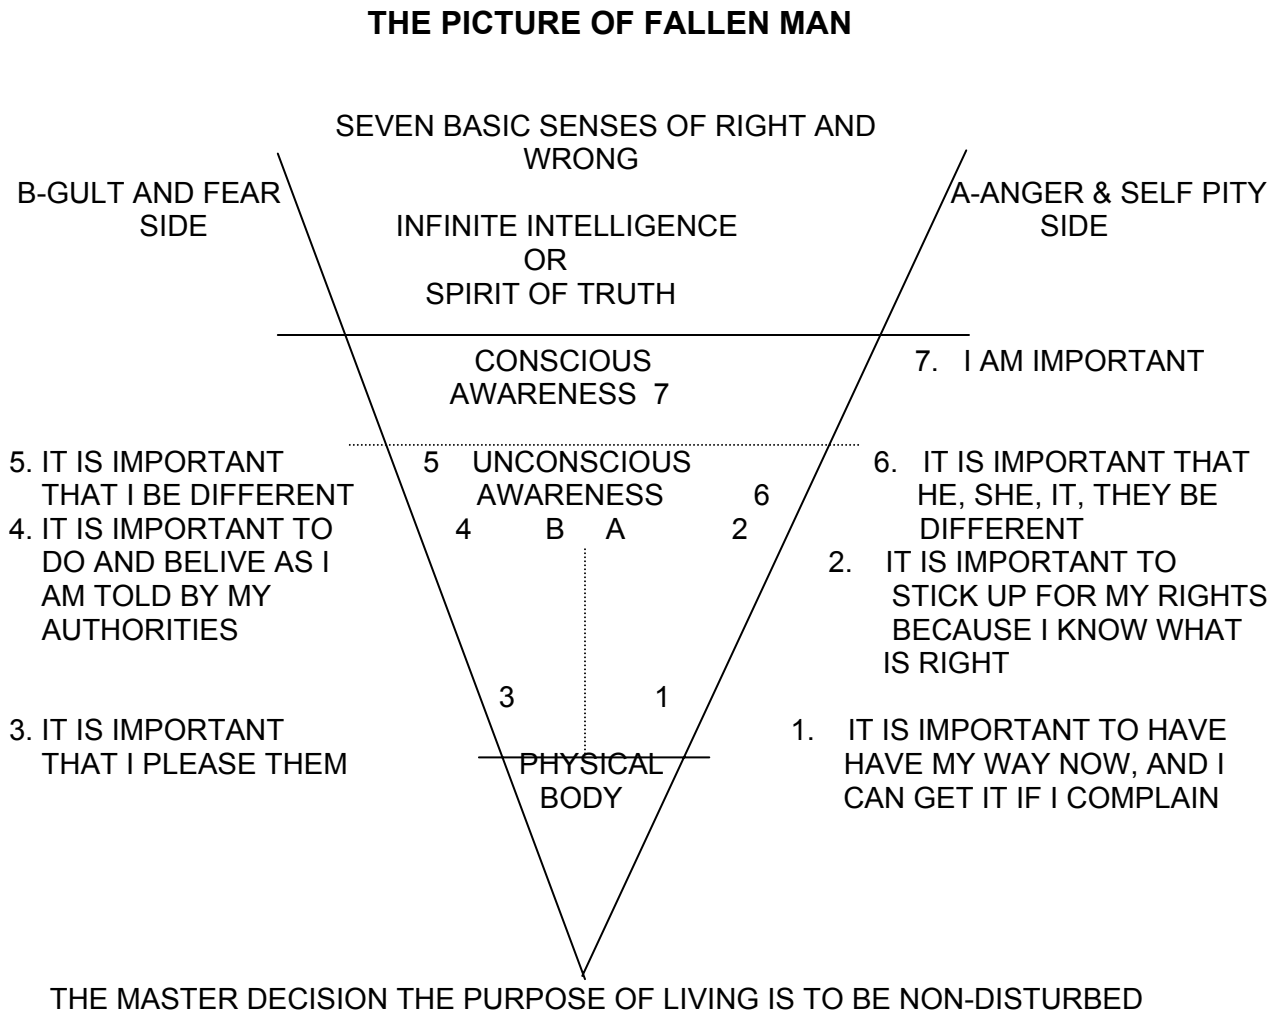 THE PICTURE OF FALLEN MAN
SEVEN BASIC SENSES OF RIGHT AND
WRONG
B-GULT AND FEAR
SIDE
A-ANGER & SELF PITY
SIDE
INFINITE INTELLIGENCE
OR
SPIRIT OF TRUTH
CONSCIOUS
AWARENESS 7
7. I AM IMPORTANT
5. IT IS IMPORTANT
THAT I BE DIFFERENT
4. IT IS IMPORTANT TO
DO AND BELIVE AS I
AM TOLD BY MY
AUTHORITIES
5 UNCONSCIOUS
AWARENESS 6
4 B A 2
6. IT IS IMPORTANT THAT
HE, SHE, IT, THEY BE
DIFFERENT
2. IT IS IMPORTANT TO
STICK UP FOR MY RIGHTS
BECAUSE I KNOW WHAT
IS RIGHT
3 1
3. IT IS IMPORTANT
THAT I PLEASE THEM
PHYSICAL
BODY
1. IT IS IMPORTANT TO HAVE
HAVE MY WAY NOW, AND I
CAN GET IT IF I COMPLAIN
THE MASTER DECISION THE PURPOSE OF LIVING IS TO BE NON-DISTURBED